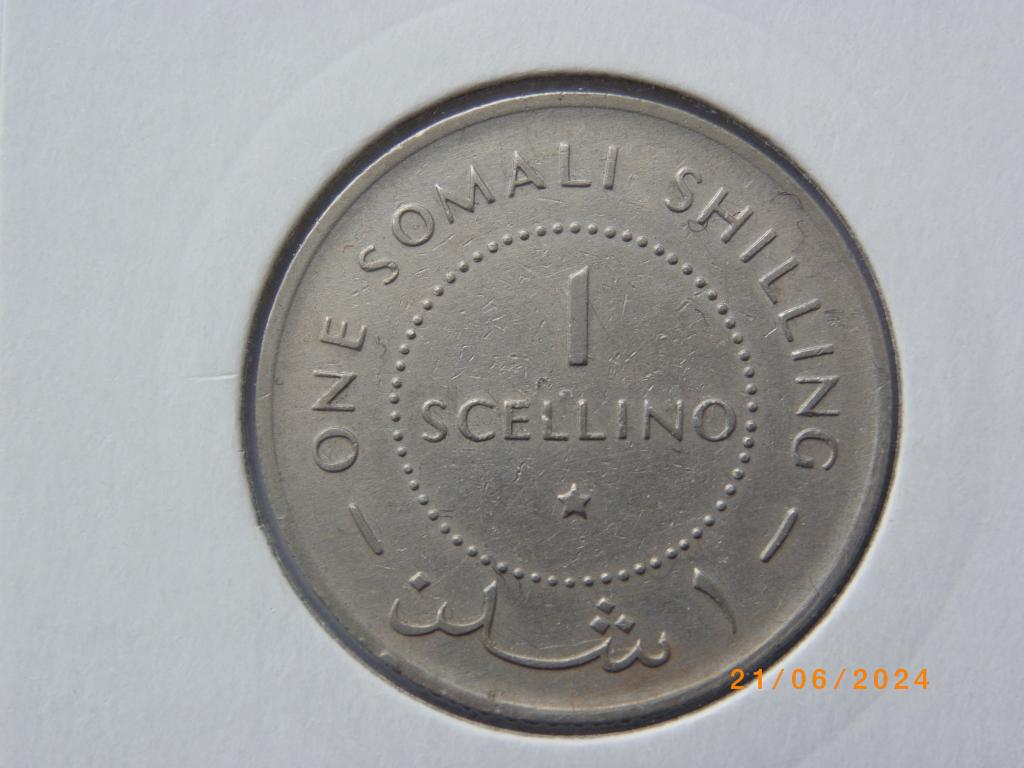 ONE SOMALI SHILLING
1
SCELLINO
١ شلن
21/06/2024